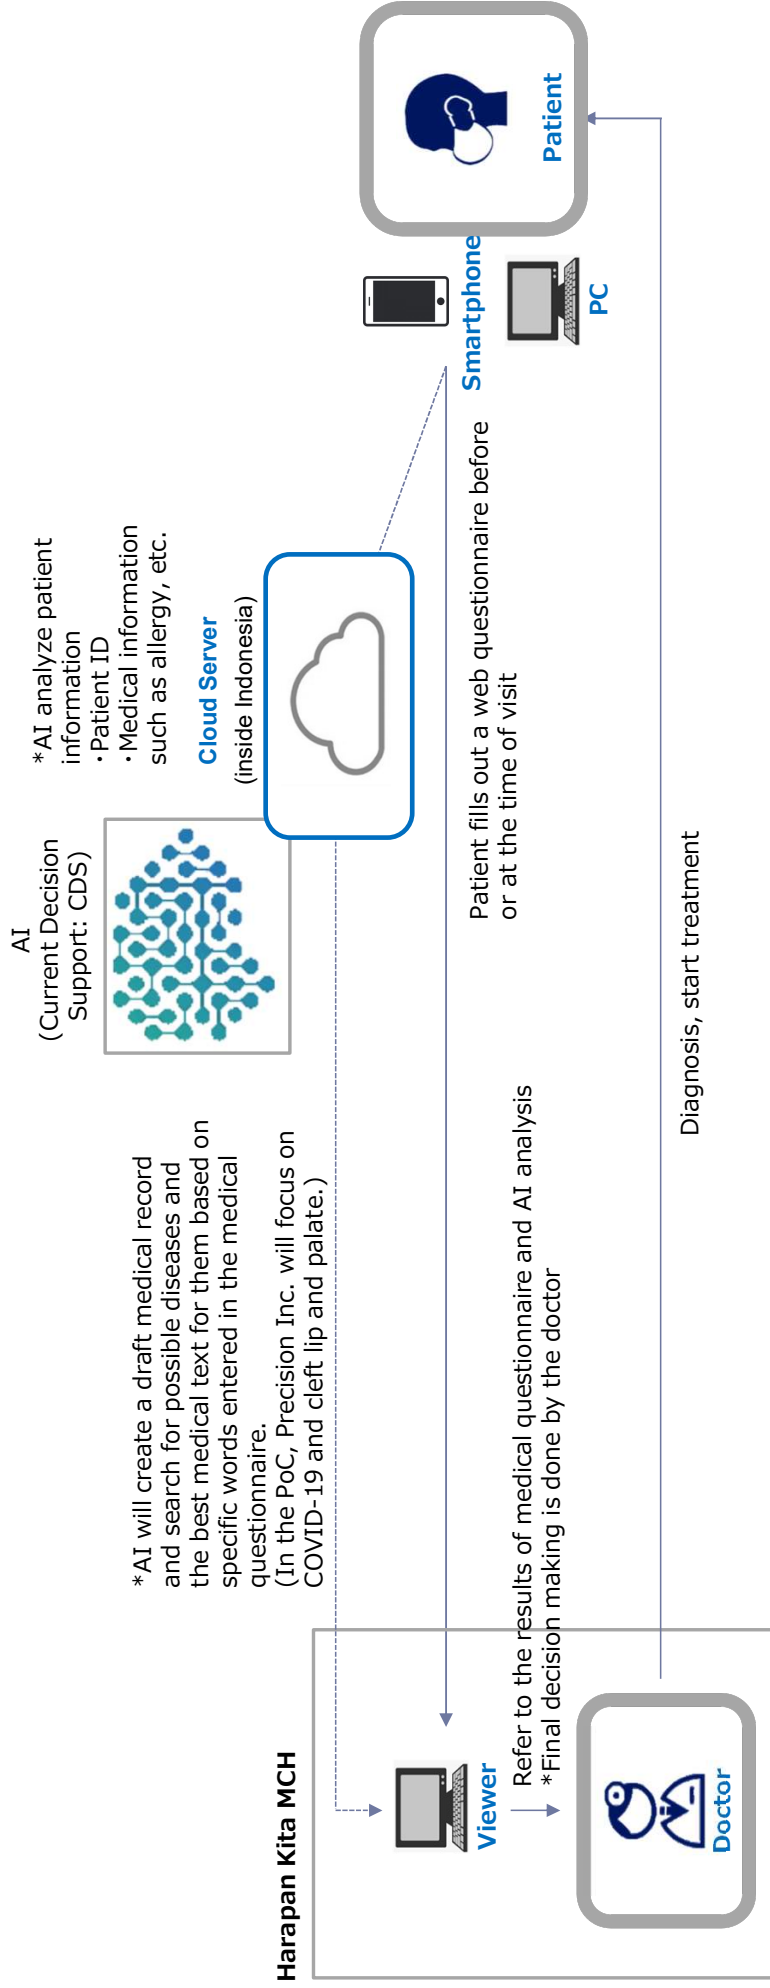 Harapan Kita MCH
*AI will create a draft medical record
and search for possible diseases and
the best medical text for them based on
specific words entered in the medical
questionnaire.
(In the PoC, Precision Inc. will focus on
COVID-19 and cleft lip and palate.)
AI
(Current Decision
Support: CDS)
*AI analyze patient
information
・Patient ID
・Medical information
such as allergy, etc.
Cloud Server
(inside Indonesia)
Viewer
Patient fills out a web questionnaire before
or at the time of visit
Smartphone
PC
Patient
Refer to the results of medical questionnaire and AI analysis
*Final decision making is done by the doctor
Doctor
Diagnosis, start treatment